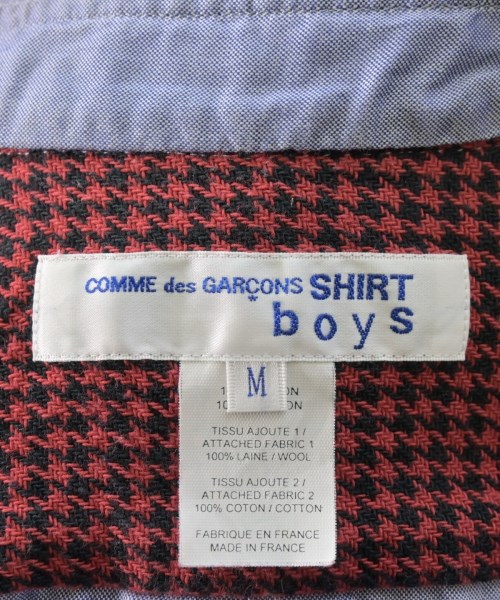 COMME des GARÇONS SHIRT
* boys
M
TISSU AJOUTE 1 /
ATTACHED FABRIC 1
100% LAINE / WOOL
TISSU AJOUTE 2 /
ATTACHED FABRIC 2
100% COTON / COTTON
FABRIQUE EN FRANCE
MADE IN FRANCE